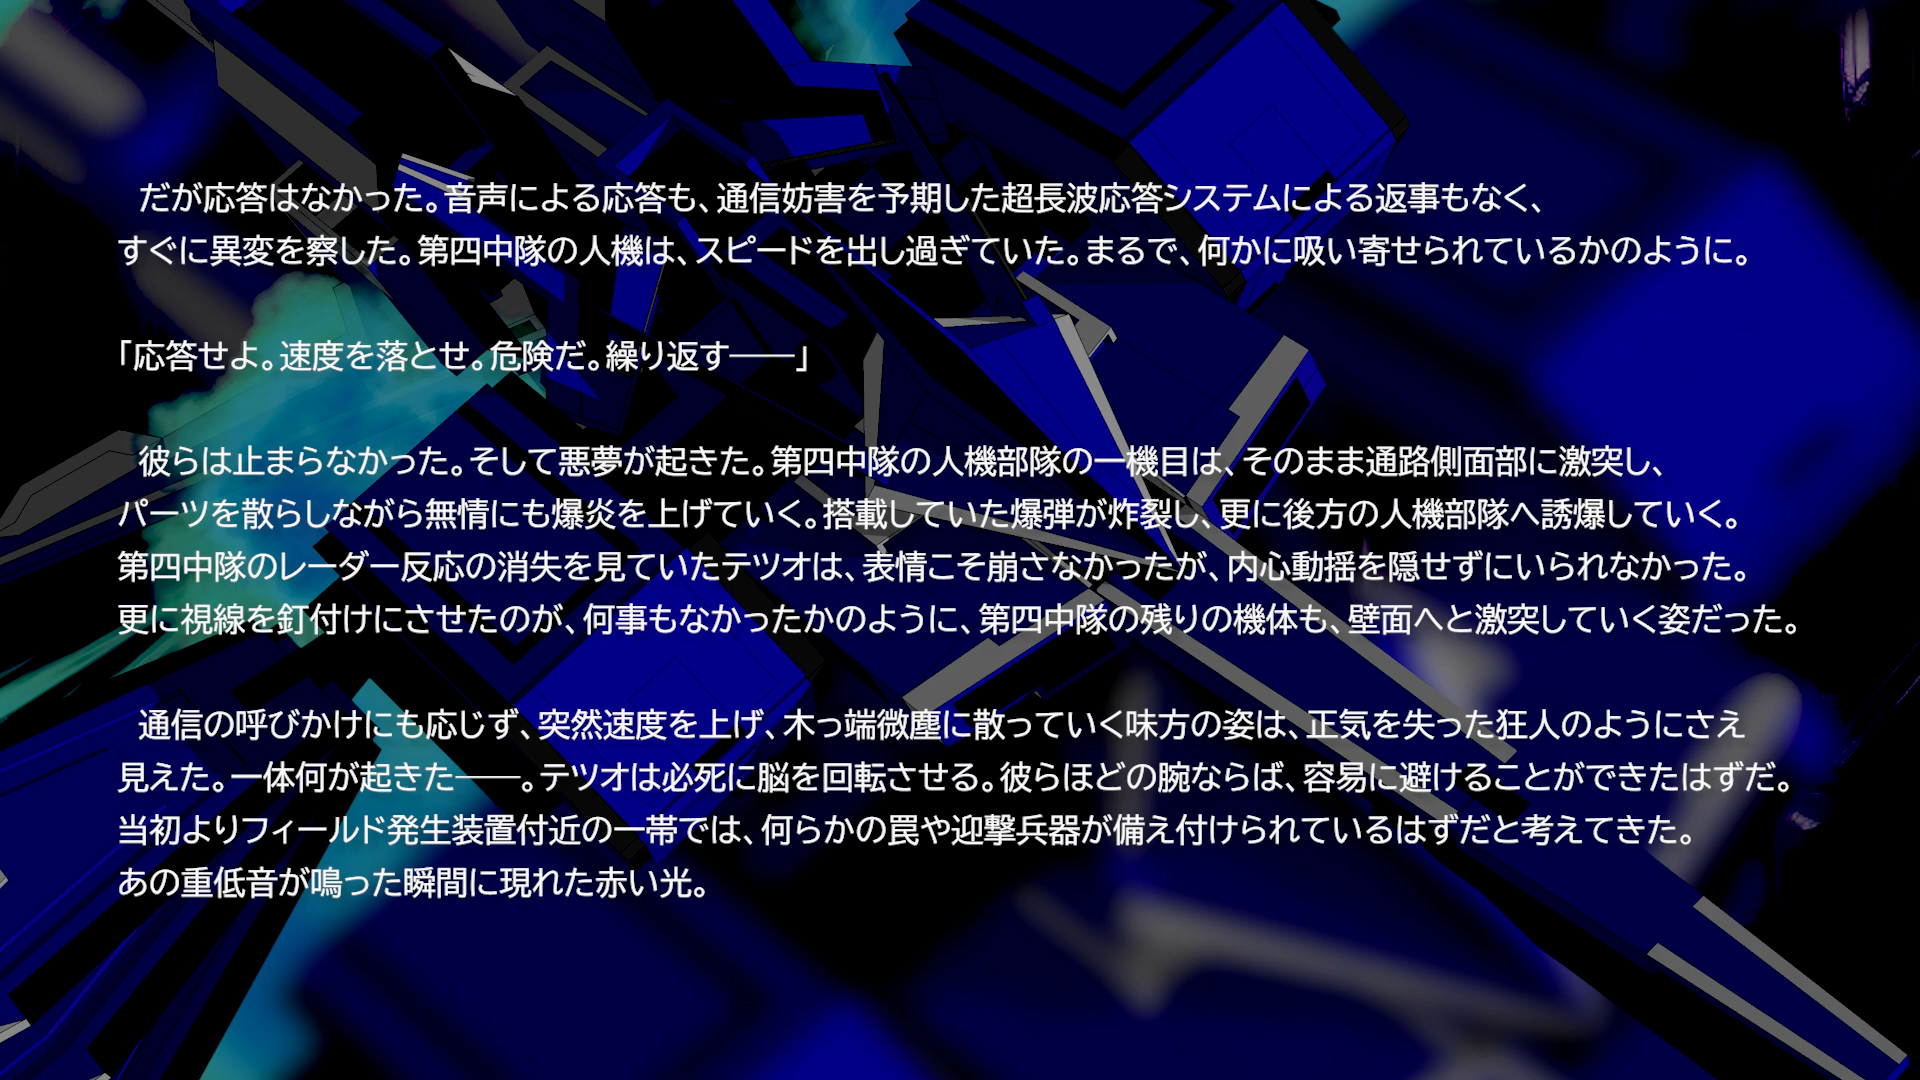 だが応答はなかった。音声による応答も、通信妨害を予期した超長波応答システムによる返事もなく、
すぐに異変を察した。第四中隊の人機は、スピードを出し過ぎていた。まるで、何かに吸い寄せられているかのように。
「応答せよ。速度を落とせ。危険だ。繰り返す――」
彼らは止まらなかった。そして悪夢が起きた。第四中隊の人機部隊の一機目は、そのまま通路側面部に激突し、
パーツを散らしながら無情にも爆炎を上げていく。搭載していた爆弾が炸裂し、更に後方の人機部隊へ誘爆していく。
第四中隊のレーダー反応の消失を見ていたテツオは、表情こそ崩さなかったが、内心動揺を隠せずにいられなかった。
更に視線を釘付けにさせたのが、何事もなかったかのように、第四中隊の残りの機体も、壁面へと激突していく姿だった。
通信の呼びかけにも応じず、突然速度を上げ、木っ端微塵に散っていく味方の姿は、正気を失った狂人のようにさえ
見えた。一体何が起きた――。テツオは必死に脳を回転させる。彼らほどの腕ならば、容易に避けることができたはずだ。
当初よりフィールド発生装置付近の一帯では、何らかの罠や迎撃兵器が備え付けられているはずだと考えてきた。
あの重低音が鳴った瞬間に現れた赤い光。